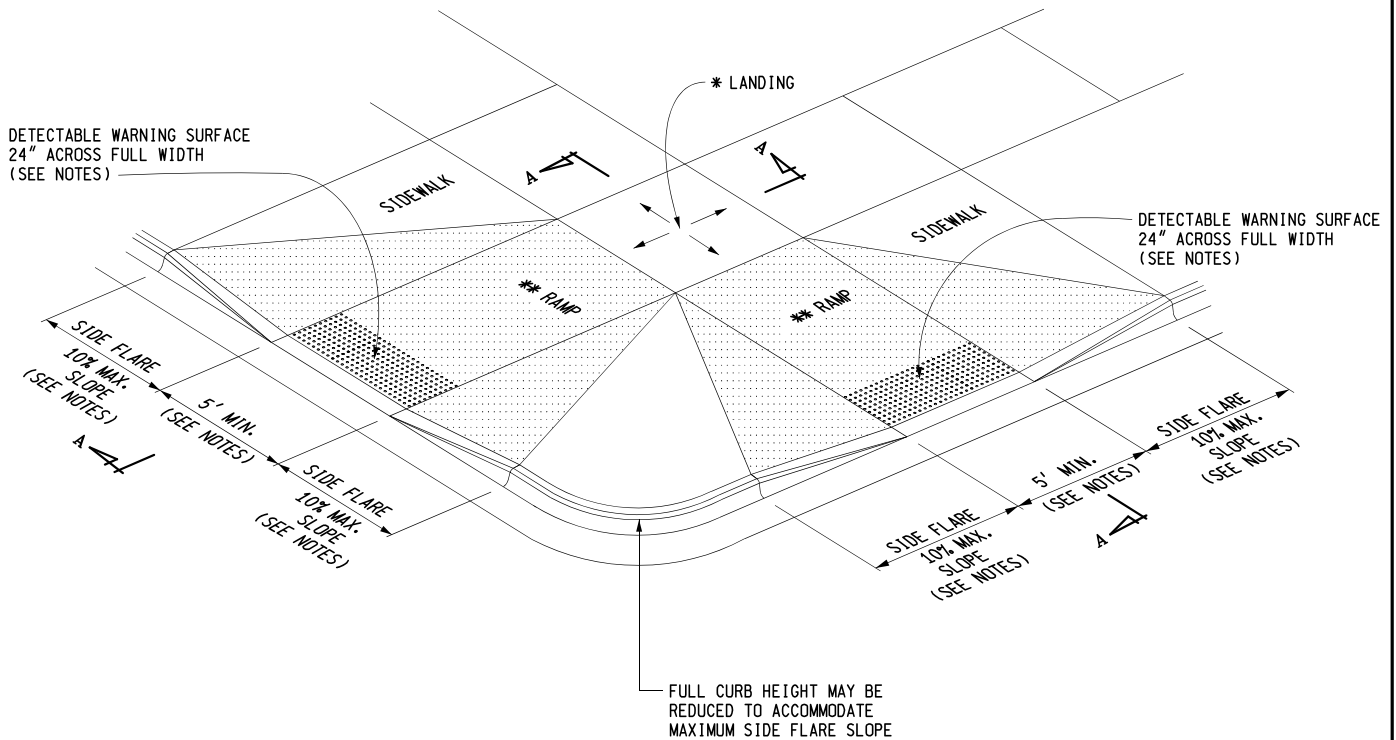 * LANDING
DETECTABLE WARNING SURFACE
24" ACROSS FULL WIDTH
(SEE NOTES)
A
A
SIDEWALK
SIDEWALK
DETECTABLE WARNING SURFACE
24" ACROSS FULL WIDTH
(SEE NOTES)
** RAMP
** RAMP
SIDE FLARE
10% MAX.
SLOPE
(SEE NOTES)
5' MIN.
(SEE NOTES)
A
SIDE FLARE
10% MAX.
SLOPE
(SEE NOTES)
SIDE FLARE
10% MAX.
SLOPE
(SEE NOTES)
5' MIN.
(SEE NOTES)
A
SIDE FLARE
10% MAX.
SLOPE
(SEE NOTES)
FULL CURB HEIGHT MAY BE
REDUCED TO ACCOMMODATE
MAXIMUM SIDE FLARE SLOPE